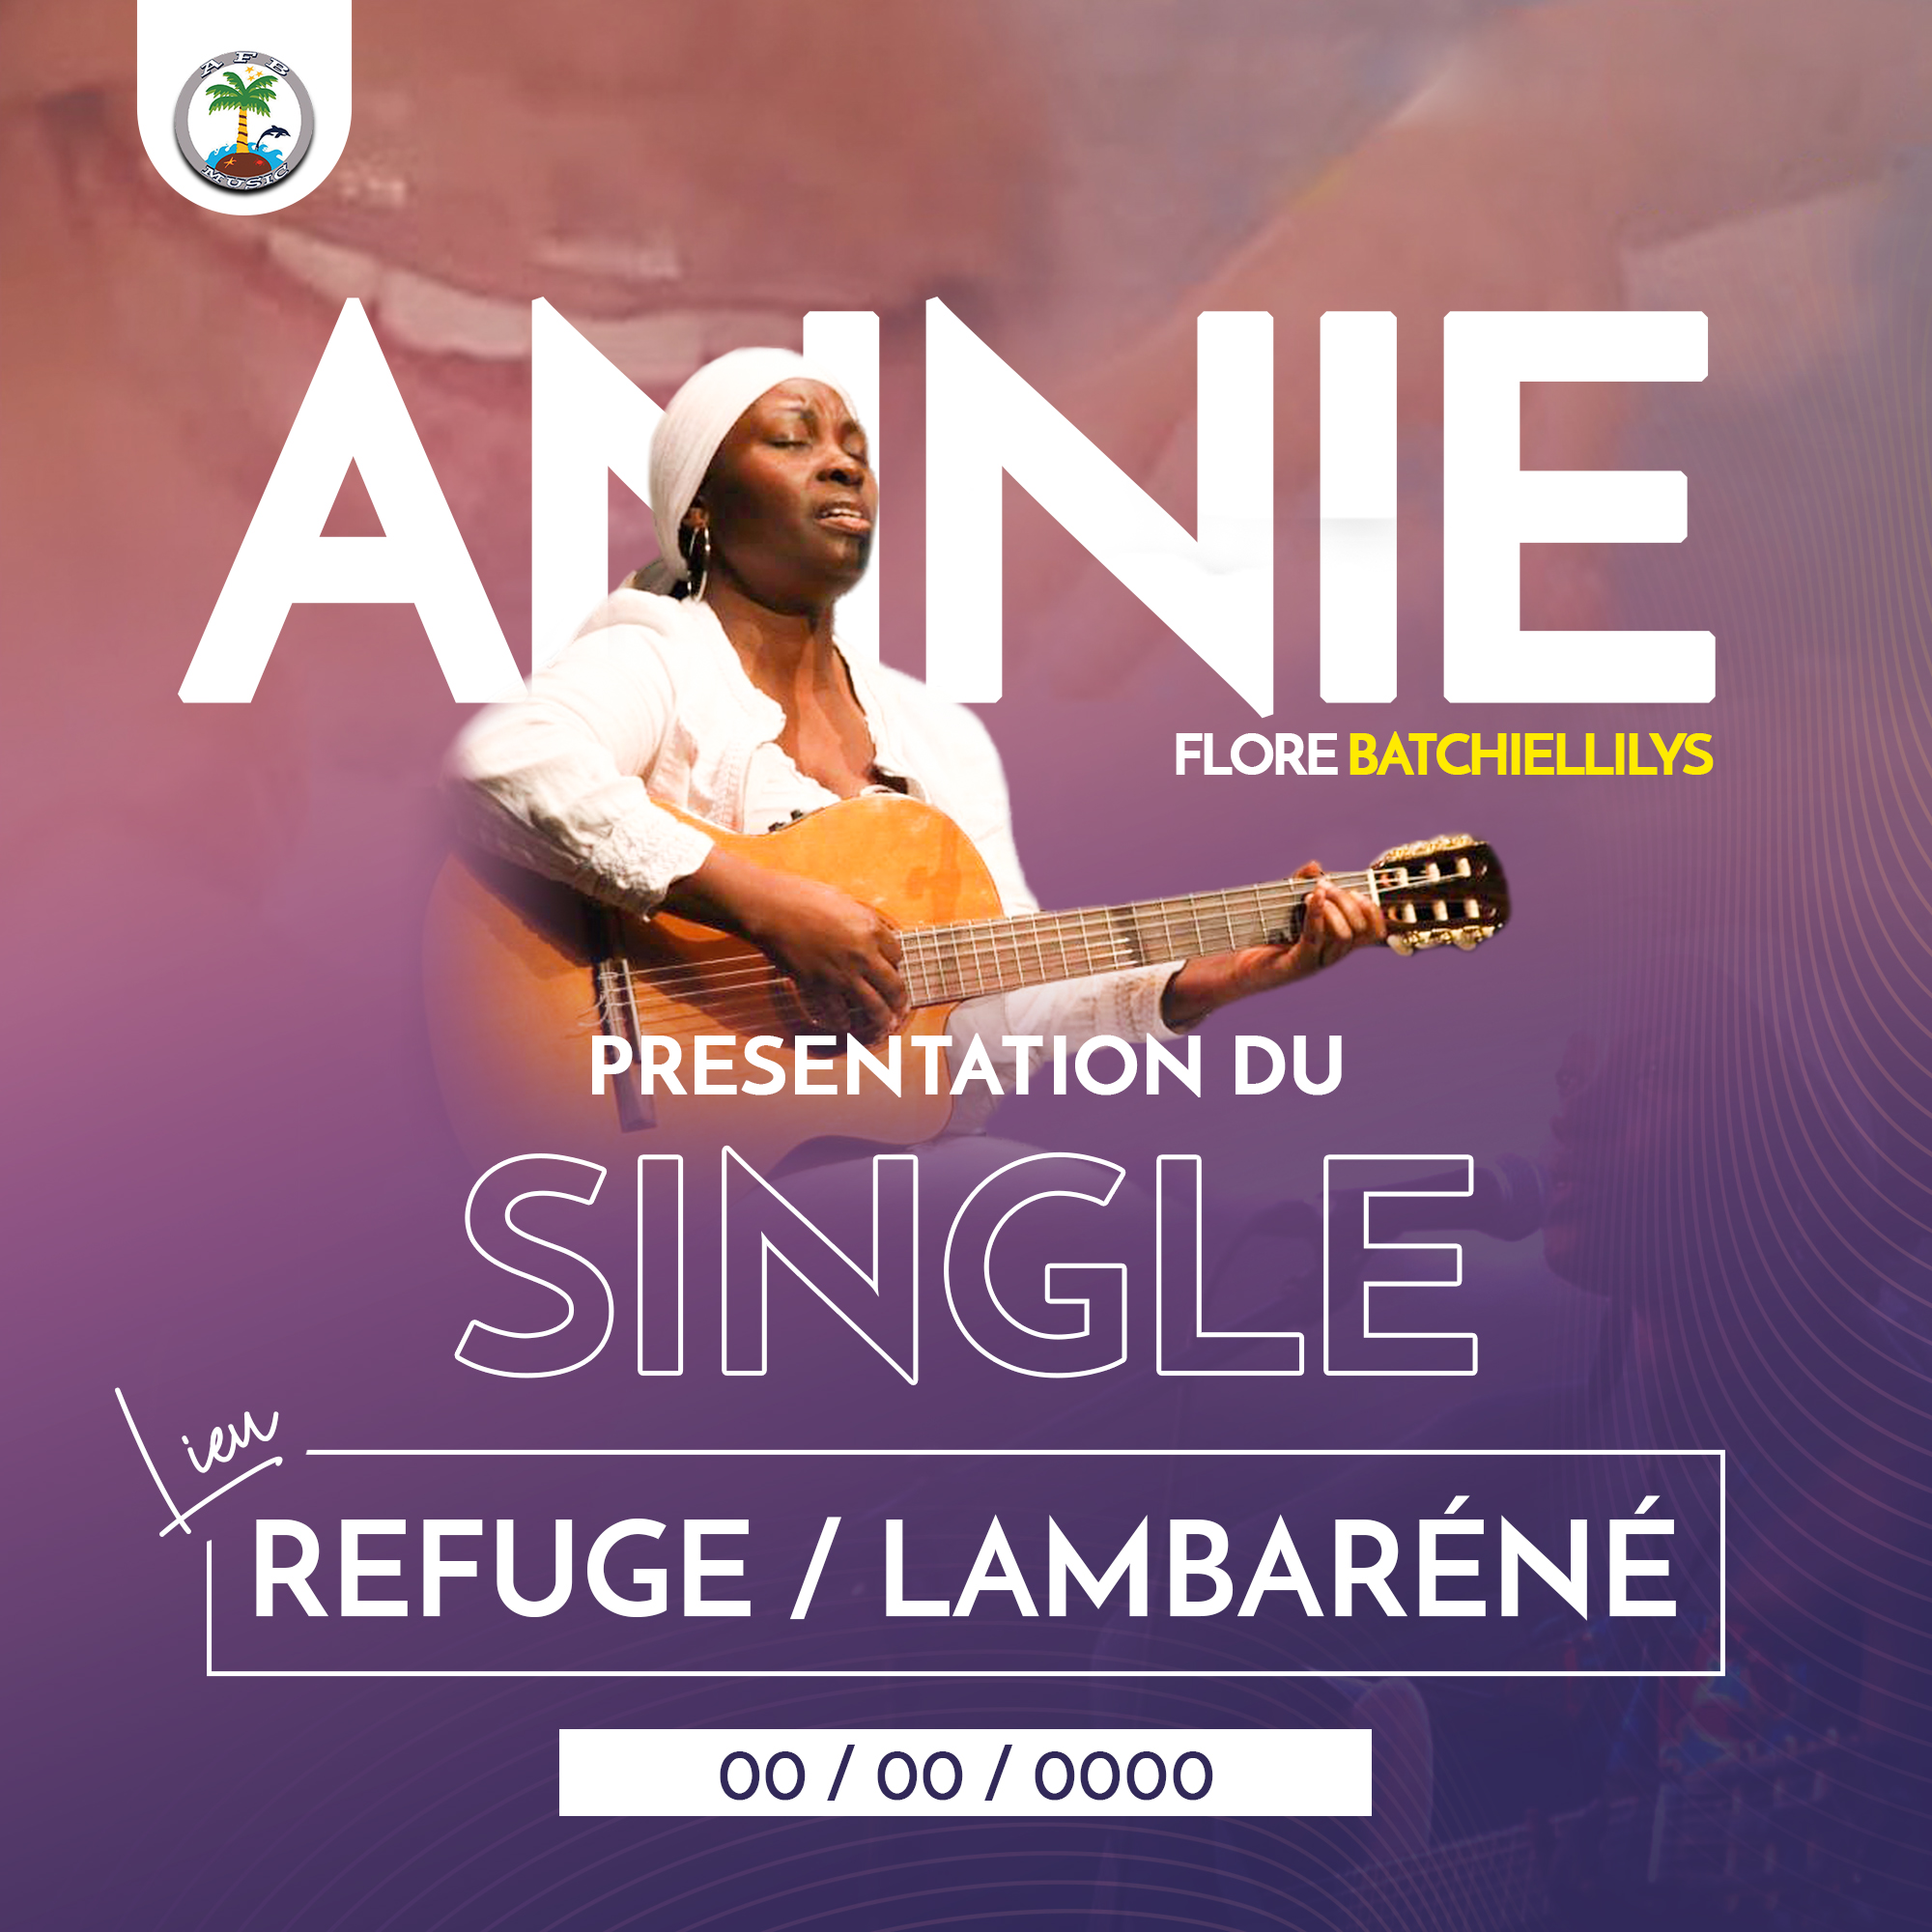 AFB
MUSIC
ANNIE
FLORE BATCHIELLILYS
PRESENTATION DU
SINGLE
Lieu
REFUGE / LAMBARÉNÉ
00 / 00 / 0000